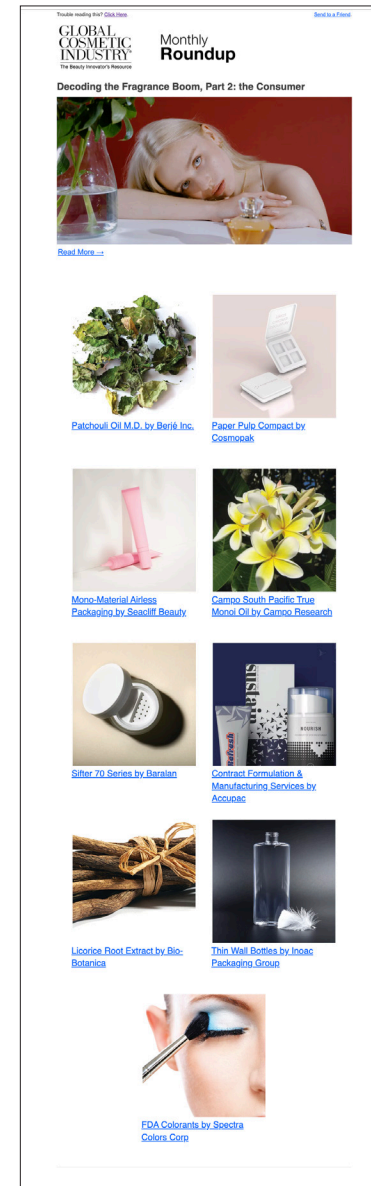 Trouble reading this? Click Here.
Send to a Friend.
GLOBAL
COSMETIC
INDUSTRY
The Beauty Innovator's Resource
Monthly
Roundup
Decoding the Fragrance Boom, Part 2: the Consumer
Read More →
Patchouli Oil M.D. by Berjé Inc.
Paper Pulp Compact by
Cosmopak
Mono-Material Airless
Packaging by Seacliff Beauty
Campo South Pacific True
Monoi Oil by Campo Research
sustain
Refresh
NOURISH
Sifter 70 Series by Baralan
Contract Formulation &
Manufacturing Services by
Accupac
Licorice Root Extract by Bio-
Botanica
Thin Wall Bottles by Inoac
Packaging Group
FDA Colorants by Spectra
Colors Corp